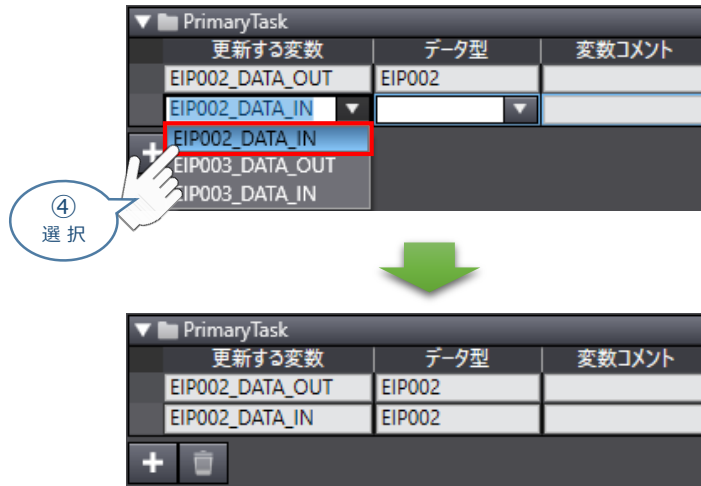 PrimaryTask
更新する変数 データ型 変数コメント
EIP002_DATA_OUT EIP002
EIP002_DATA_IN
EIP002_DATA_IN
EIP003_DATA_OUT
EIP003_DATA_IN
④
選択
PrimaryTask
更新する変数 データ型 変数コメント
EIP002_DATA_OUT EIP002
EIP002_DATA_IN EIP002